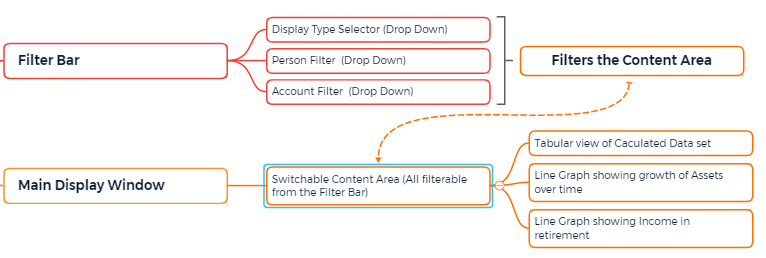 Filter Bar
Display Type Selector (Drop Down)
Person Filter  (Drop Down)
Account Filter  (Drop Down)
Filters the Content Area
Main Display Window
Switchable Content Area (All filterable
from the Filter Bar)
Tabular view of Caculated Data set
Line Graph showing growth of Assets
over time
Line Graph showing Income in
retirement